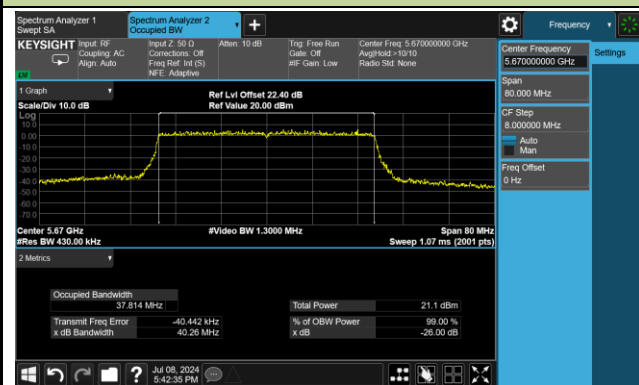 Spectrum Analyzer 1
Swept SA
Spectrum Analyzer 2
Occupied BW
Frequency
KEYSIGHT
Input: RF
Coupling: AC
Align: Auto
Input Z: 50 Ω
Corrections: Off
Freq Ref: Int (S)
NFE: Adaptive
Atten: 10 dB
Trig: Free Run
Gate: Off
#IF Gain: Low
Center Freq: 5.670000000 GHz
Avg|Hold:>10/10
Radio Std: None
Center Frequency
5.670000000 GHz
Settings
Span
80.000 MHz
CF Step
8.000000 MHz
Auto
Man
Freq Offset
0 Hz
1 Graph
Scale/Div 10.0 dB
Ref Lvl Offset 22.40 dB
Ref Value 20.00 dBm
Log
10.0
0.00
-10.0
-20.0
-30.0
-40.0
-50.0
-60.0
-70.0
Center 5.67 GHz
#Res BW 430.00 kHz
#Video BW 1.3000 MHz
Span 80 MHz
Sweep 1.07 ms (2001 pts)
2 Metrics
Occupied Bandwidth
37.814 MHz
Total Power 21.1 dBm
Transmit Freq Error -40.442 kHz
% of OBW Power 99.00 %
x dB Bandwidth 40.26 MHz
x dB -26.00 dB
Jul 08, 2024
5:42:35 PM